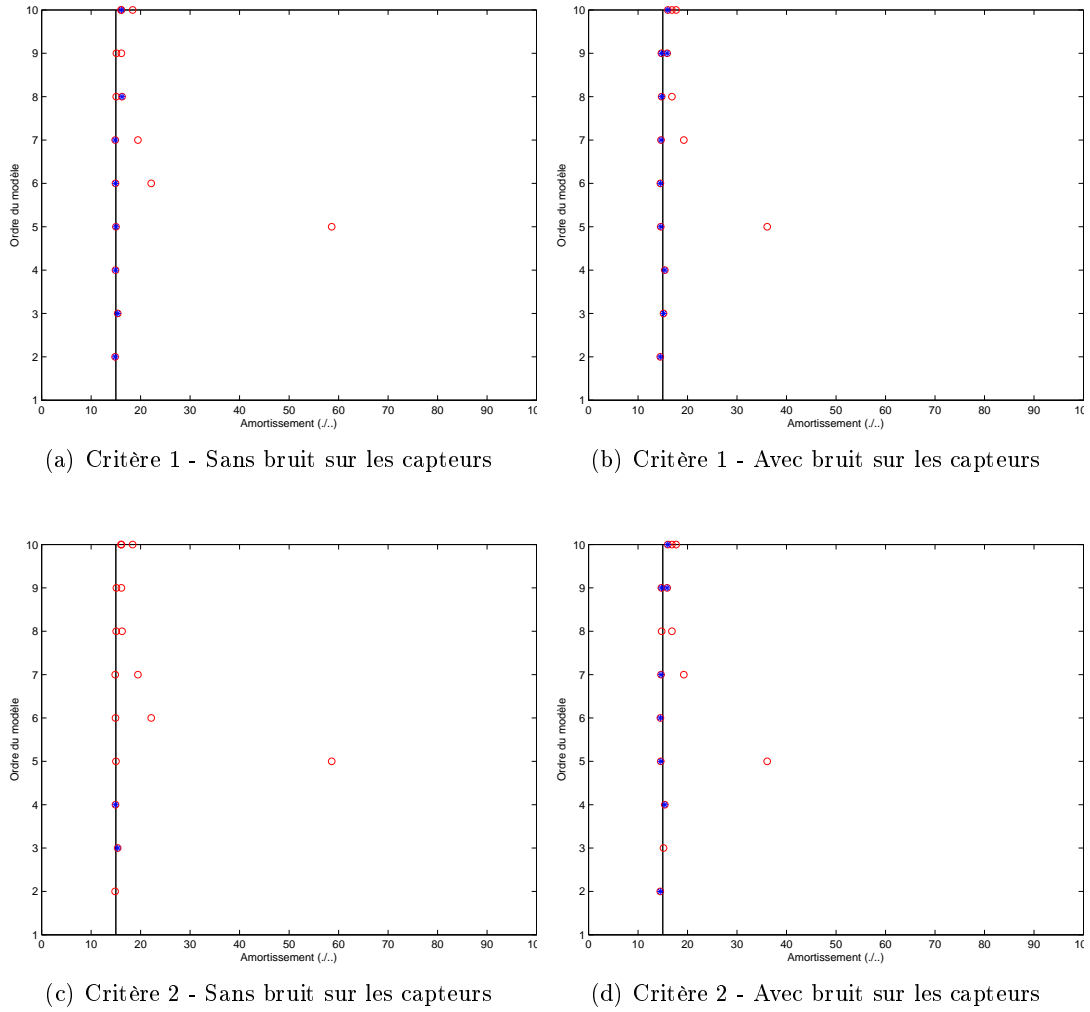 10
9
8
7
6
5
4
3
2
1
Ordre du modèle
0 10 20 30 40 50 60 70 80 90 10
Amortissement (./..)
(a) Critère 1 - Sans bruit sur les capteurs
10
9
8
7
6
5
4
3
2
1
Ordre du modèle
0 10 20 30 40 50 60 70 80 90 10
Amortissement (./..)
(b) Critère 1 - Avec bruit sur les capteurs
10
9
8
7
6
5
4
3
2
1
Ordre du modèle
0 10 20 30 40 50 60 70 80 90 10
Amortissement (./..)
(c) Critère 2 - Sans bruit sur les capteurs
10
9
8
7
6
5
4
3
2
1
Ordre du modèle
0 10 20 30 40 50 60 70 80 90 10
Amortissement (./..)
(d) Critère 2 - Avec bruit sur les capteurs